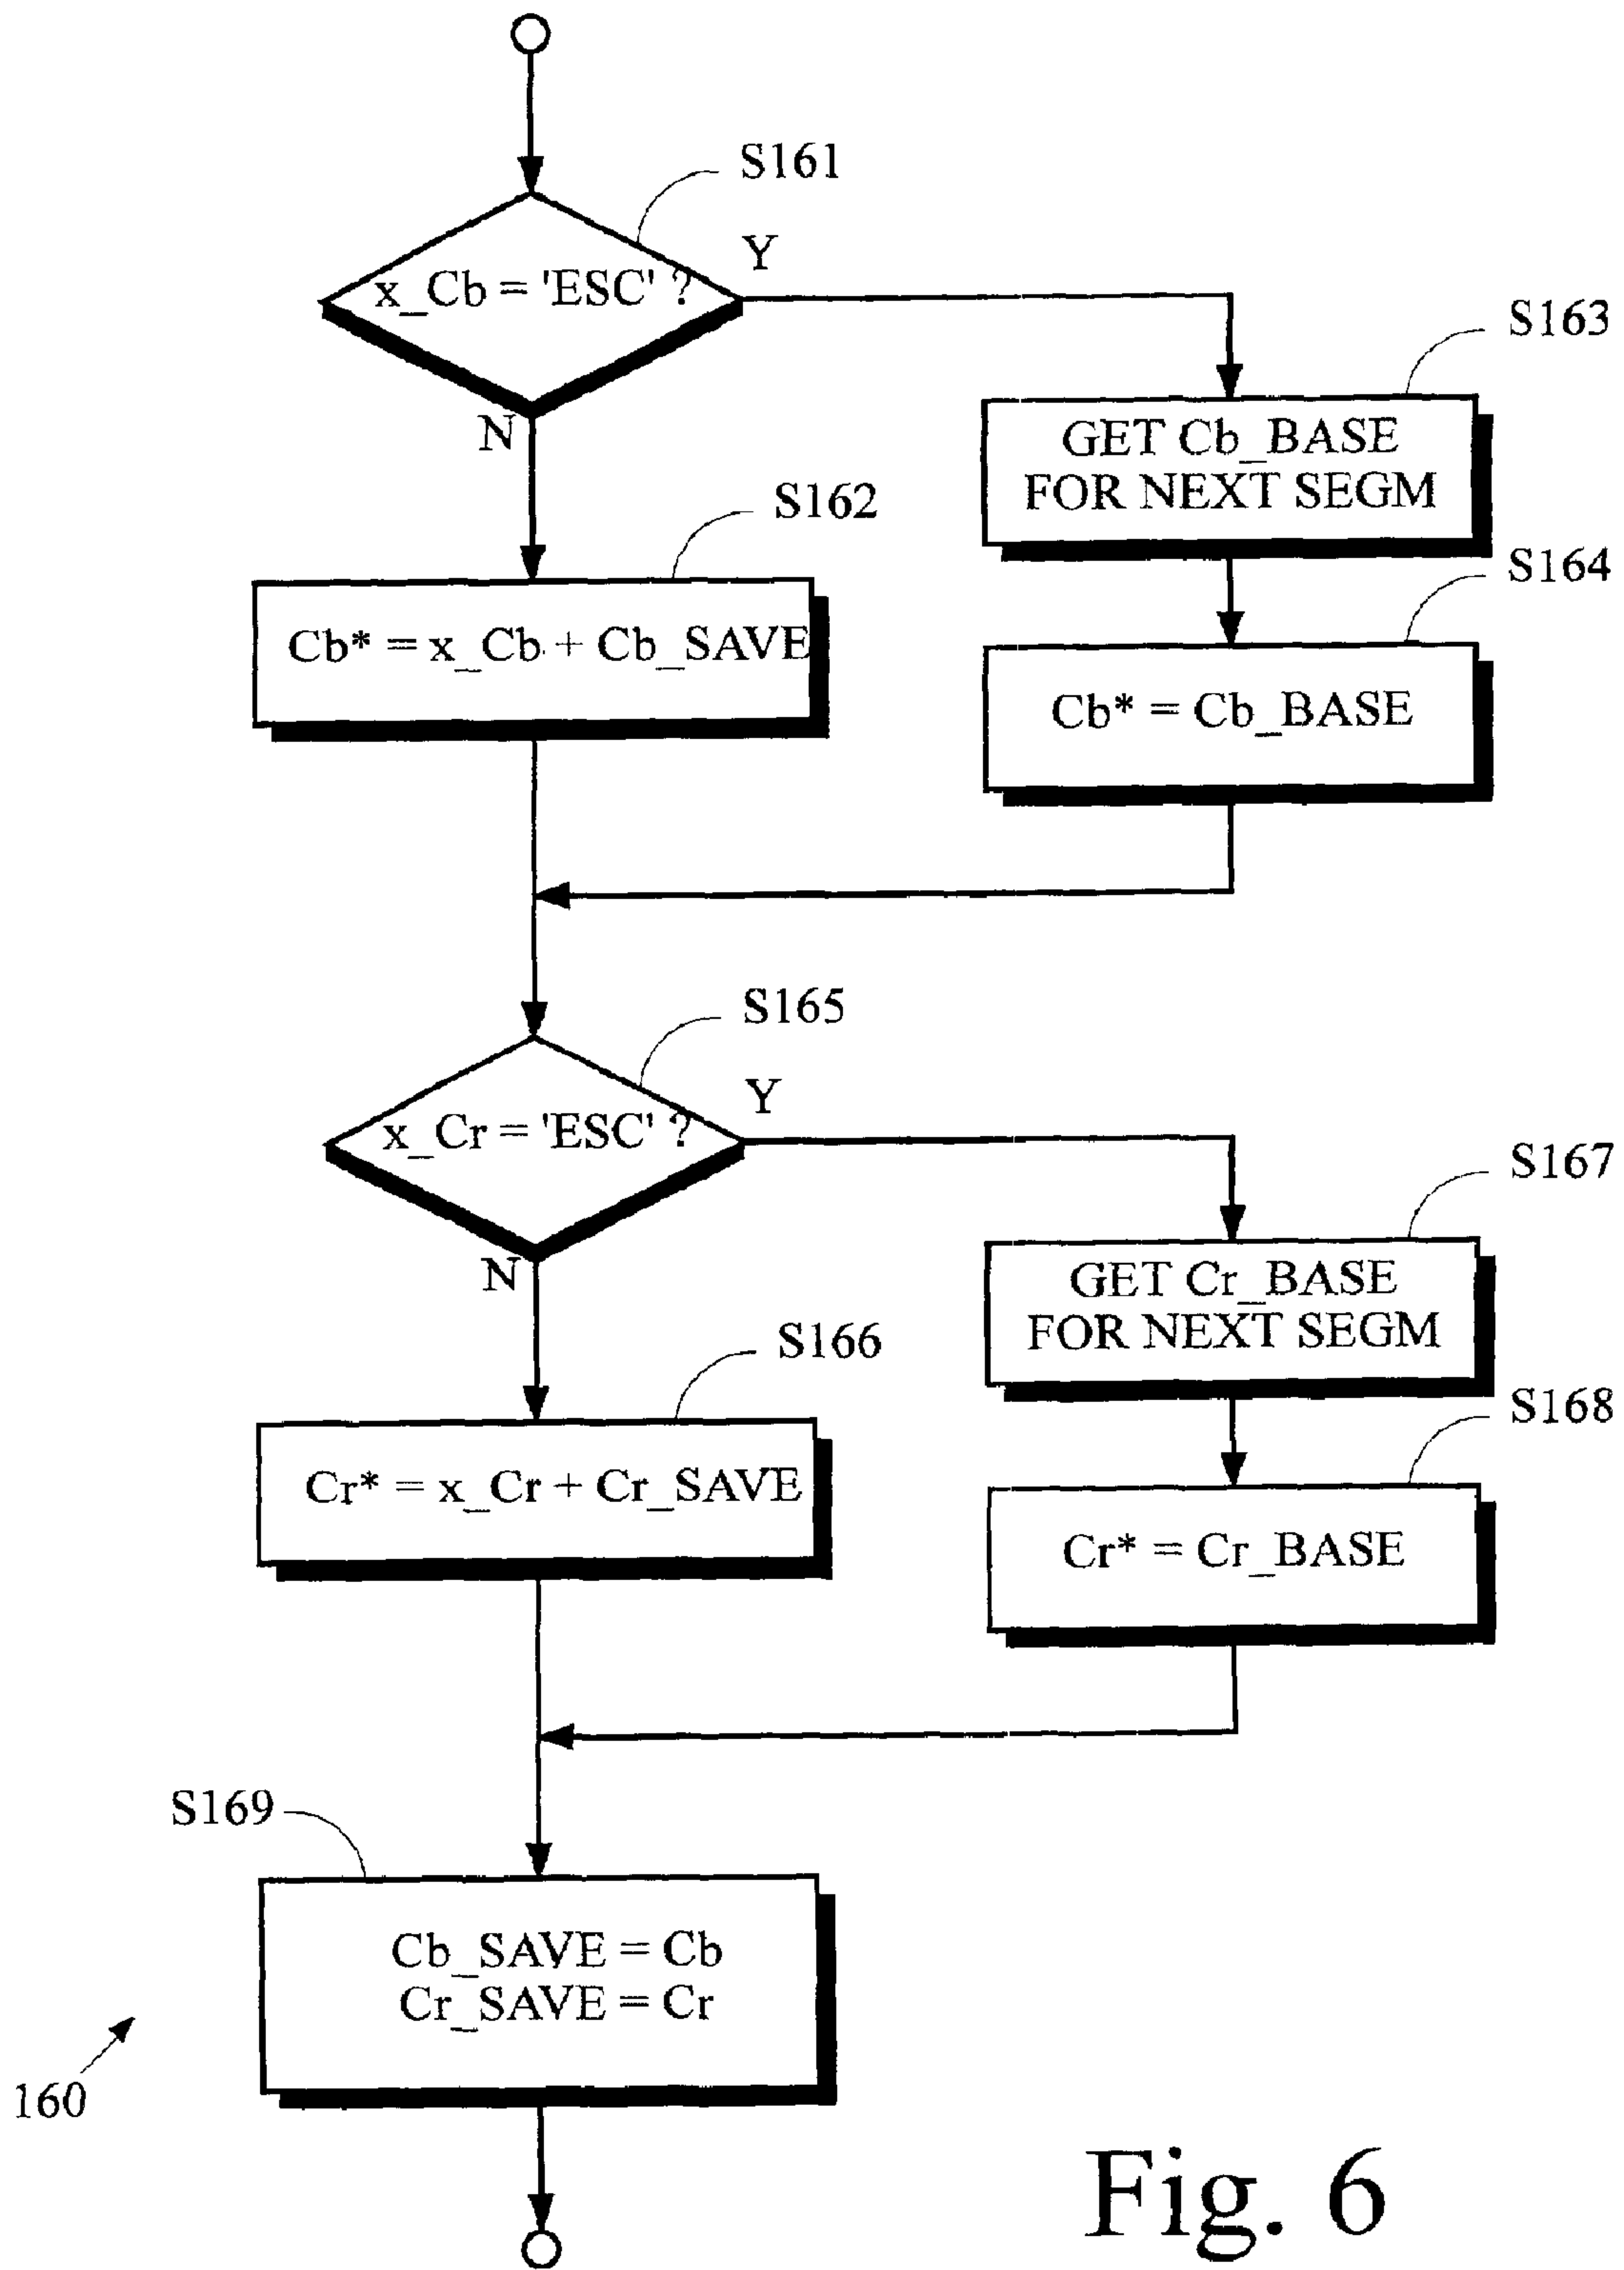 S161
x_Cb = 'ESC' ?
Y
N
S163
GET Cb_BASE
FOR NEXT SEGM
S162
Cb* = x_Cb + Cb_SAVE
S164
Cb* = Cb_BASE
S165
x_Cr = 'ESC' ?
Y
N
S167
GET Cr_BASE
FOR NEXT SEGM
S166
Cr* = x_Cr + Cr_SAVE
S168
Cr* = Cr_BASE
S169
Cb_SAVE = Cb
Cr_SAVE = Cr
160
Fig. 6